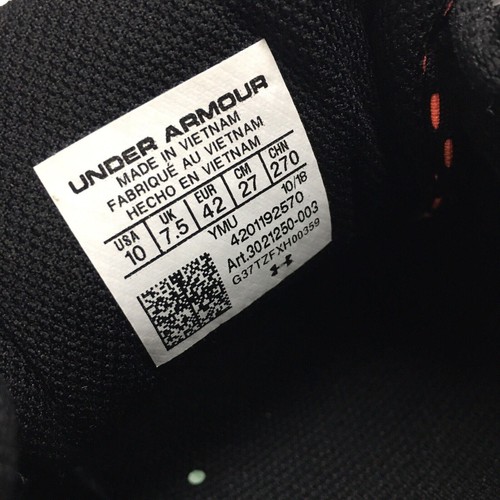 UNDER ARMOUR
MADE IN VIETNAM
FABRIQUÉ AU VIETNAM
HECHO EN VIETNAM
USA UK EUR CM CHN
10 7.5 42 27 270
YMU 10/18
4201192570
Art.3021250-003
G37TZFXH00359